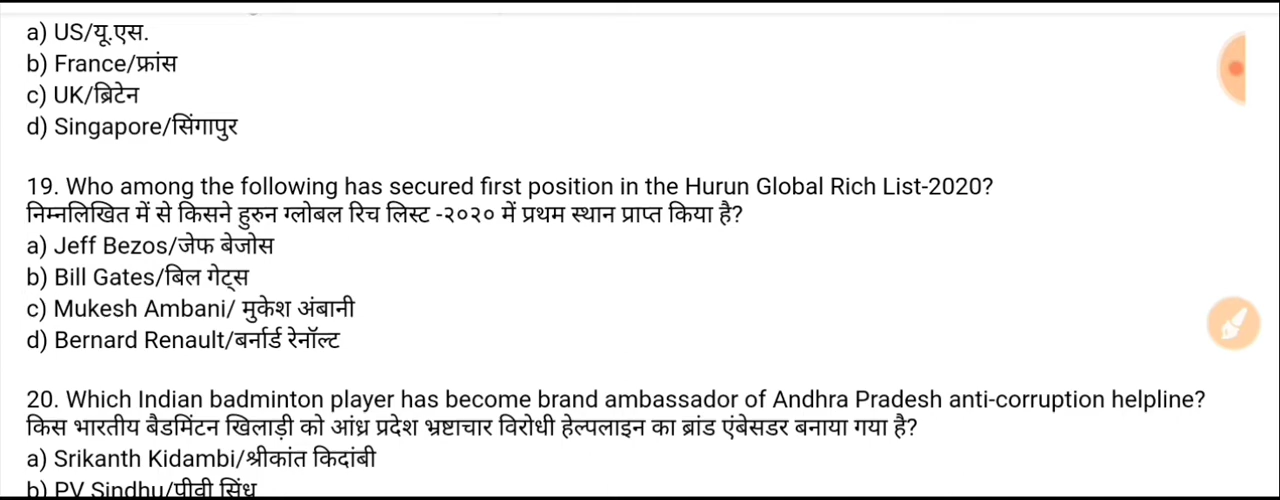 a) US/यू.एस.
b) France/फ्रांस
c) UK/ब्रिटेन
d) Singapore/सिंगापुर
19. Who among the following has secured first position in the Hurun Global Rich List-2020?
निम्नलिखित में से किसने हुरुन ग्लोबल रिच लिस्ट -२०२० में प्रथम स्थान प्राप्त किया है?
a) Jeff Bezos/जेफ बेजोस
b) Bill Gates/बिल गेट्स
c) Mukesh Ambani/ मुकेश अंबानी
d) Bernard Renault/बर्नार्ड रेनॉल्ट
20. Which Indian badminton player has become brand ambassador of Andhra Pradesh anti-corruption helpline?
किस भारतीय बैडमिंटन खिलाड़ी को आंध्र प्रदेश भ्रष्टाचार विरोधी हेल्पलाइन का ब्रांड एंबेसडर बनाया गया है?
a) Srikanth Kidambi/श्रीकांत किदांबी
b) PV Sindhu/पीवी सिंधु